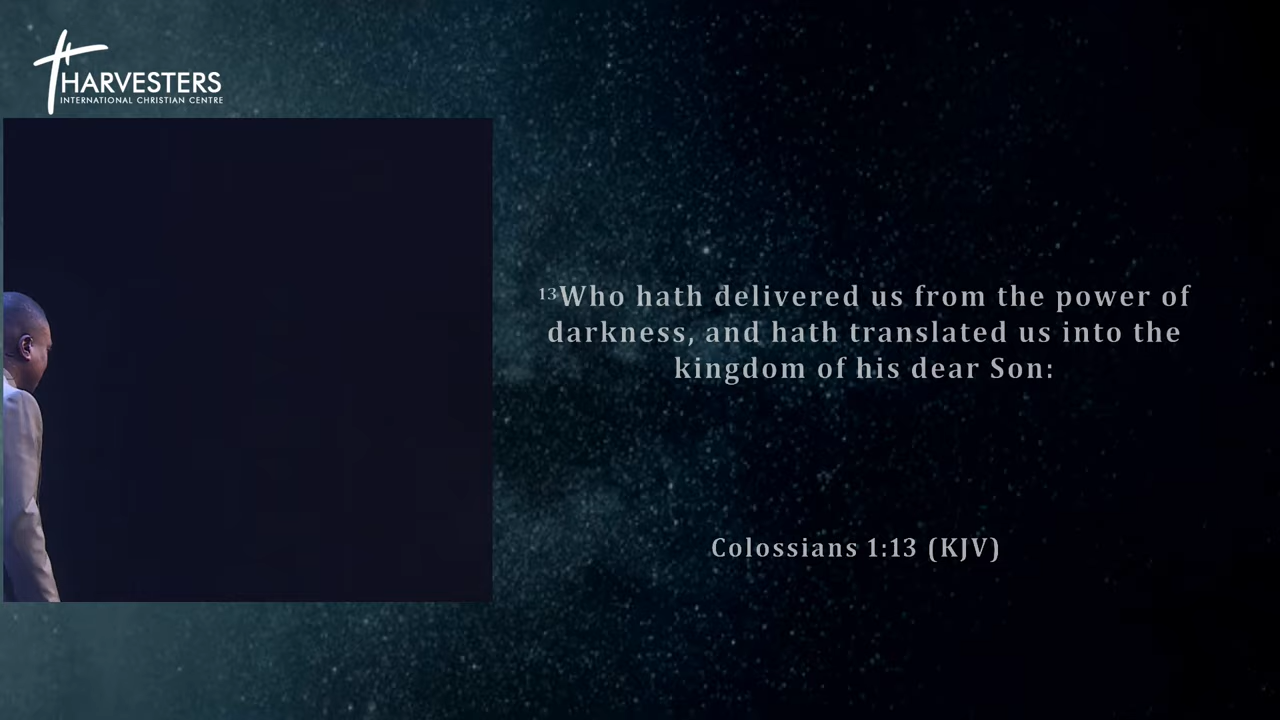 HARVESTERS
INTERNATIONAL CHRISTIAN CENTRE
¹³Who hath delivered us from the power of
darkness, and hath translated us into the
kingdom of his dear Son:
Colossians 1:13 (KJV)